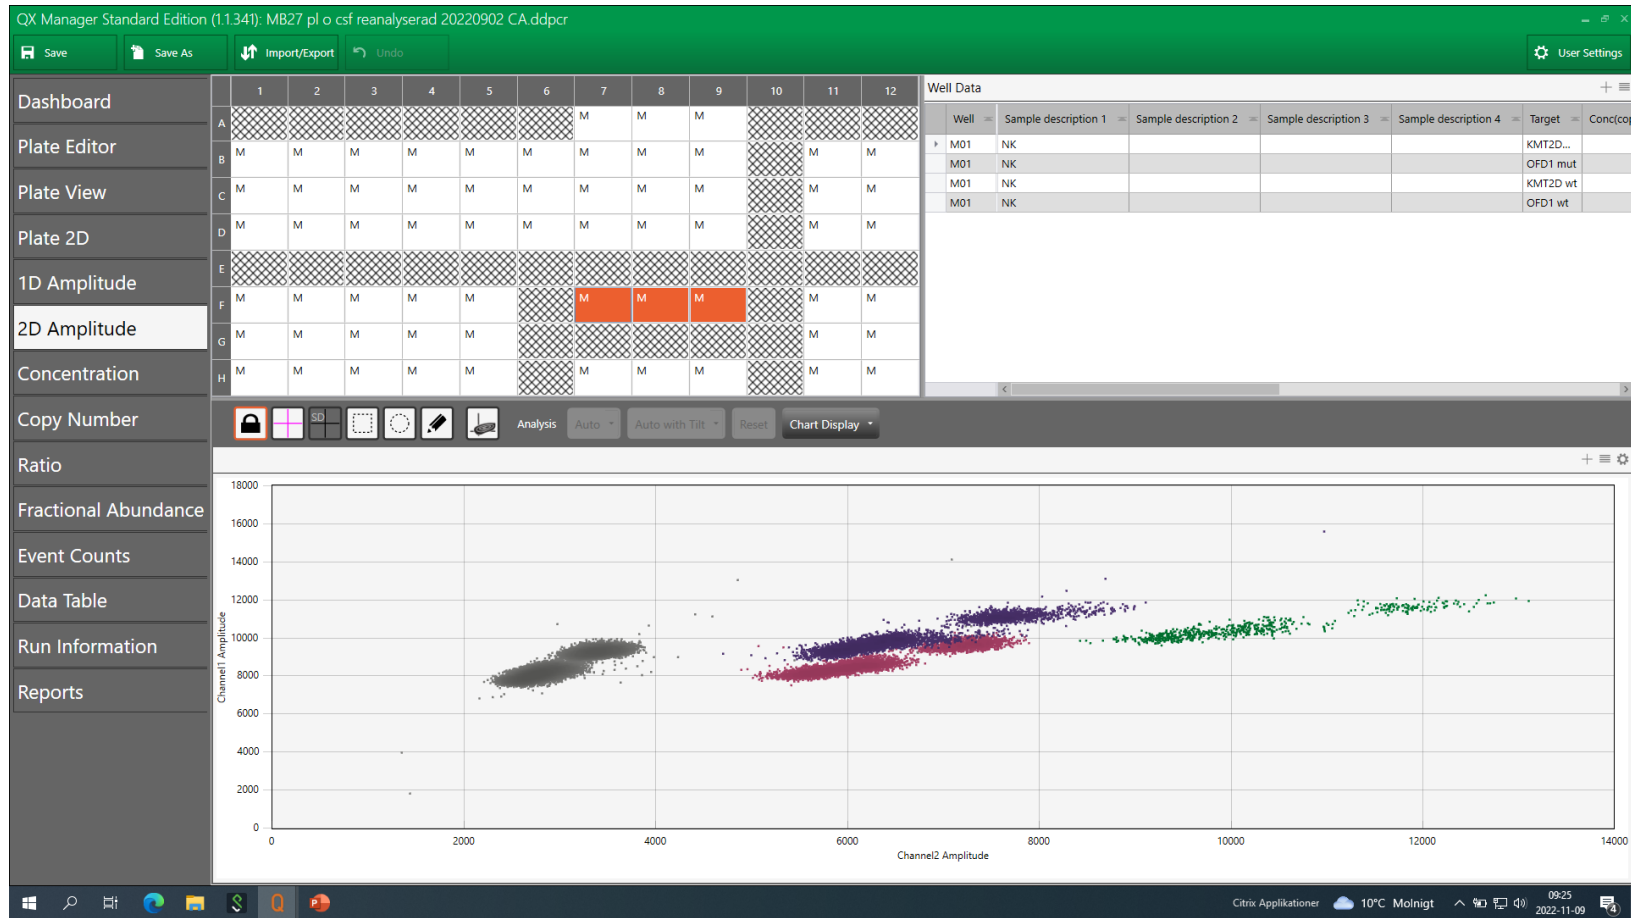 QX Manager Standard Edition (1.1.341): MB27 pl o csf reanalyserad 20220902 CA.ddpcr
Save
Save As
Import/Export
Undo
User Settings
Dashboard
Plate Editor
Plate View
Plate 2D
1D Amplitude
2D Amplitude
Concentration
Copy Number
Ratio
Fractional Abundance
Event Counts
Data Table
Run Information
Reports
1 2 3 4 5 6 7 8 9 10 11 12
A M M M
B M M M M M M M M M M M
C M M M M M M M M M M M
D M M M M M M M M M M M
E
F M M M M M M M M M M
G M M M M M M M
H M M M M M M M M M M
Well Data
Well Sample description 1 Sample description 2 Sample description 3 Sample description 4 Target Conc(cop
M01 NK KMT2D...
M01 NK OFD1 mut
M01 NK KMT2D wt
M01 NK OFD1 wt
SD
Analysis
Auto
Auto with Tilt
Reset
Chart Display
18000
16000
14000
12000
10000
8000
6000
4000
2000
0
Channel1 Amplitude
0 2000 4000 6000 8000 10000 12000 14000
Channel2 Amplitude
Citrix Applikationer
10°C Molnigt
09:25
2022-11-09
4